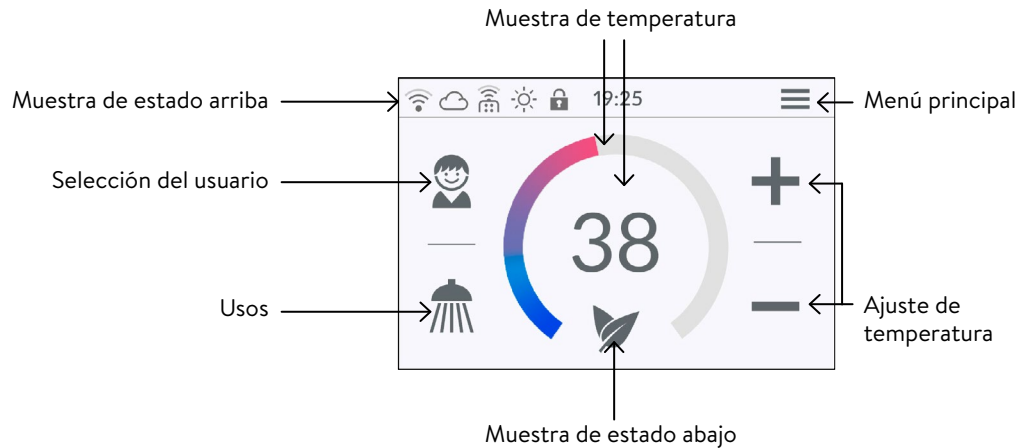 Muestra de temperatura
Muestra de estado arriba
19:25
Menú principal
Selección del usuario
38
Usos
Ajuste de
temperatura
Muestra de estado abajo